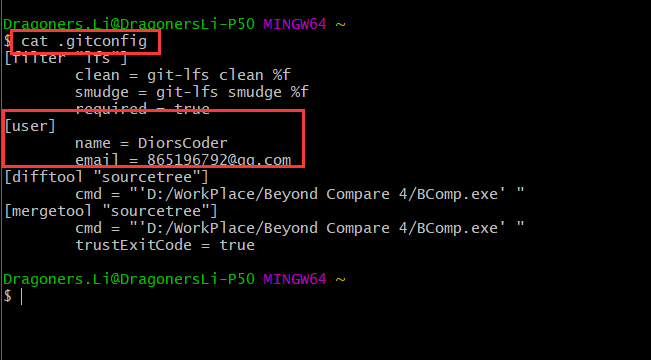 Dragoners.Li@DragonersLi-P50 MINGW64 ~
$ cat .gitconfig
[filter "lfs"]
clean = git-lfs clean %f
smudge = git-lfs smudge %f
required = true
[user]
name = DiorsCoder
email = 865196792@qq.com
[difftool "sourcetree"]
cmd = "'D:/WorkPlace/Beyond Compare 4/BComp.exe' "
[mergetool "sourcetree"]
cmd = "'D:/WorkPlace/Beyond Compare 4/BComp.exe' "
trustExitCode = true
Dragoners.Li@DragonersLi-P50 MINGW64 ~
$